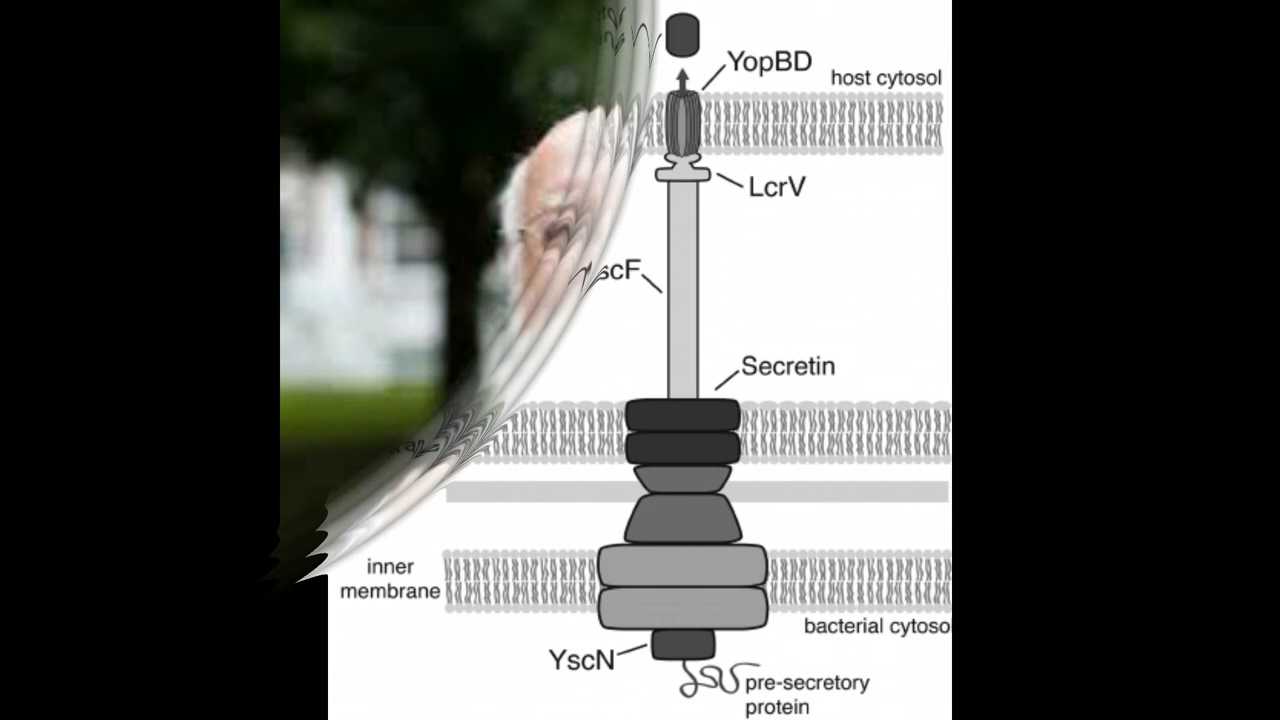 YopBD
host cytosol
LcrV
scF
Secretin
inner
membrane
bacterial cytoso
YscN
pre-secretory
protein